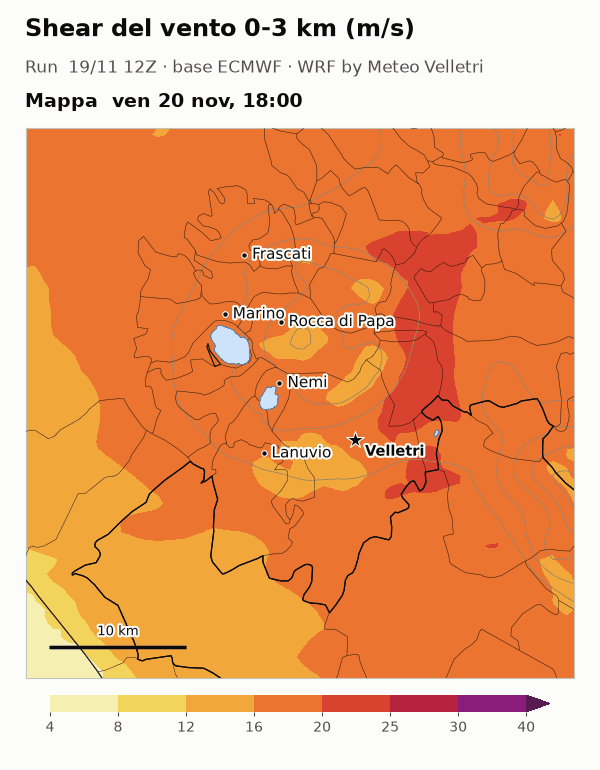 Shear del vento 0-3 km (m/s)
Run  19/11 12Z · base ECMWF · WRF by Meteo Velletri
Mappa  ven 20 nov, 18:00
Frascati
Marino
Rocca di Papa
Nemi
Velletri
Lanuvio
10 km
4 8 12 16 20 25 30 40